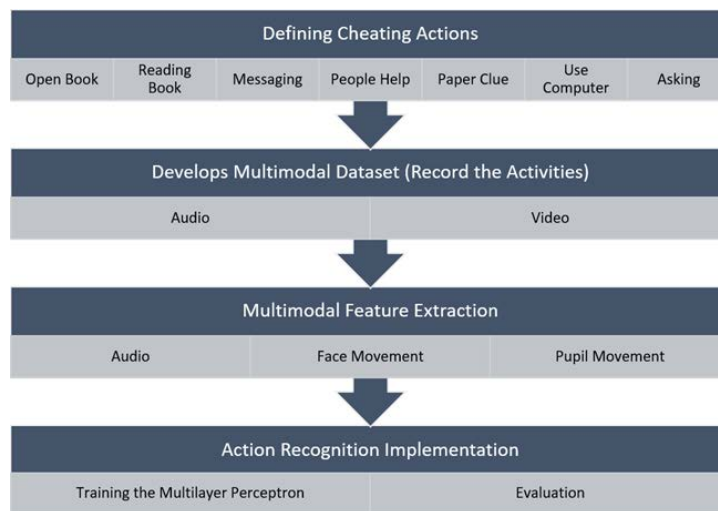 Defining Cheating Actions
Open Book
Reading
Book
Messaging
People Help
Paper Clue
Use
Computer
Asking
Develops Multimodal Dataset (Record the Activities)
Audio
Video
Multimodal Feature Extraction
Audio
Face Movement
Pupil Movement
Action Recognition Implementation
Training the Multilayer Perceptron
Evaluation